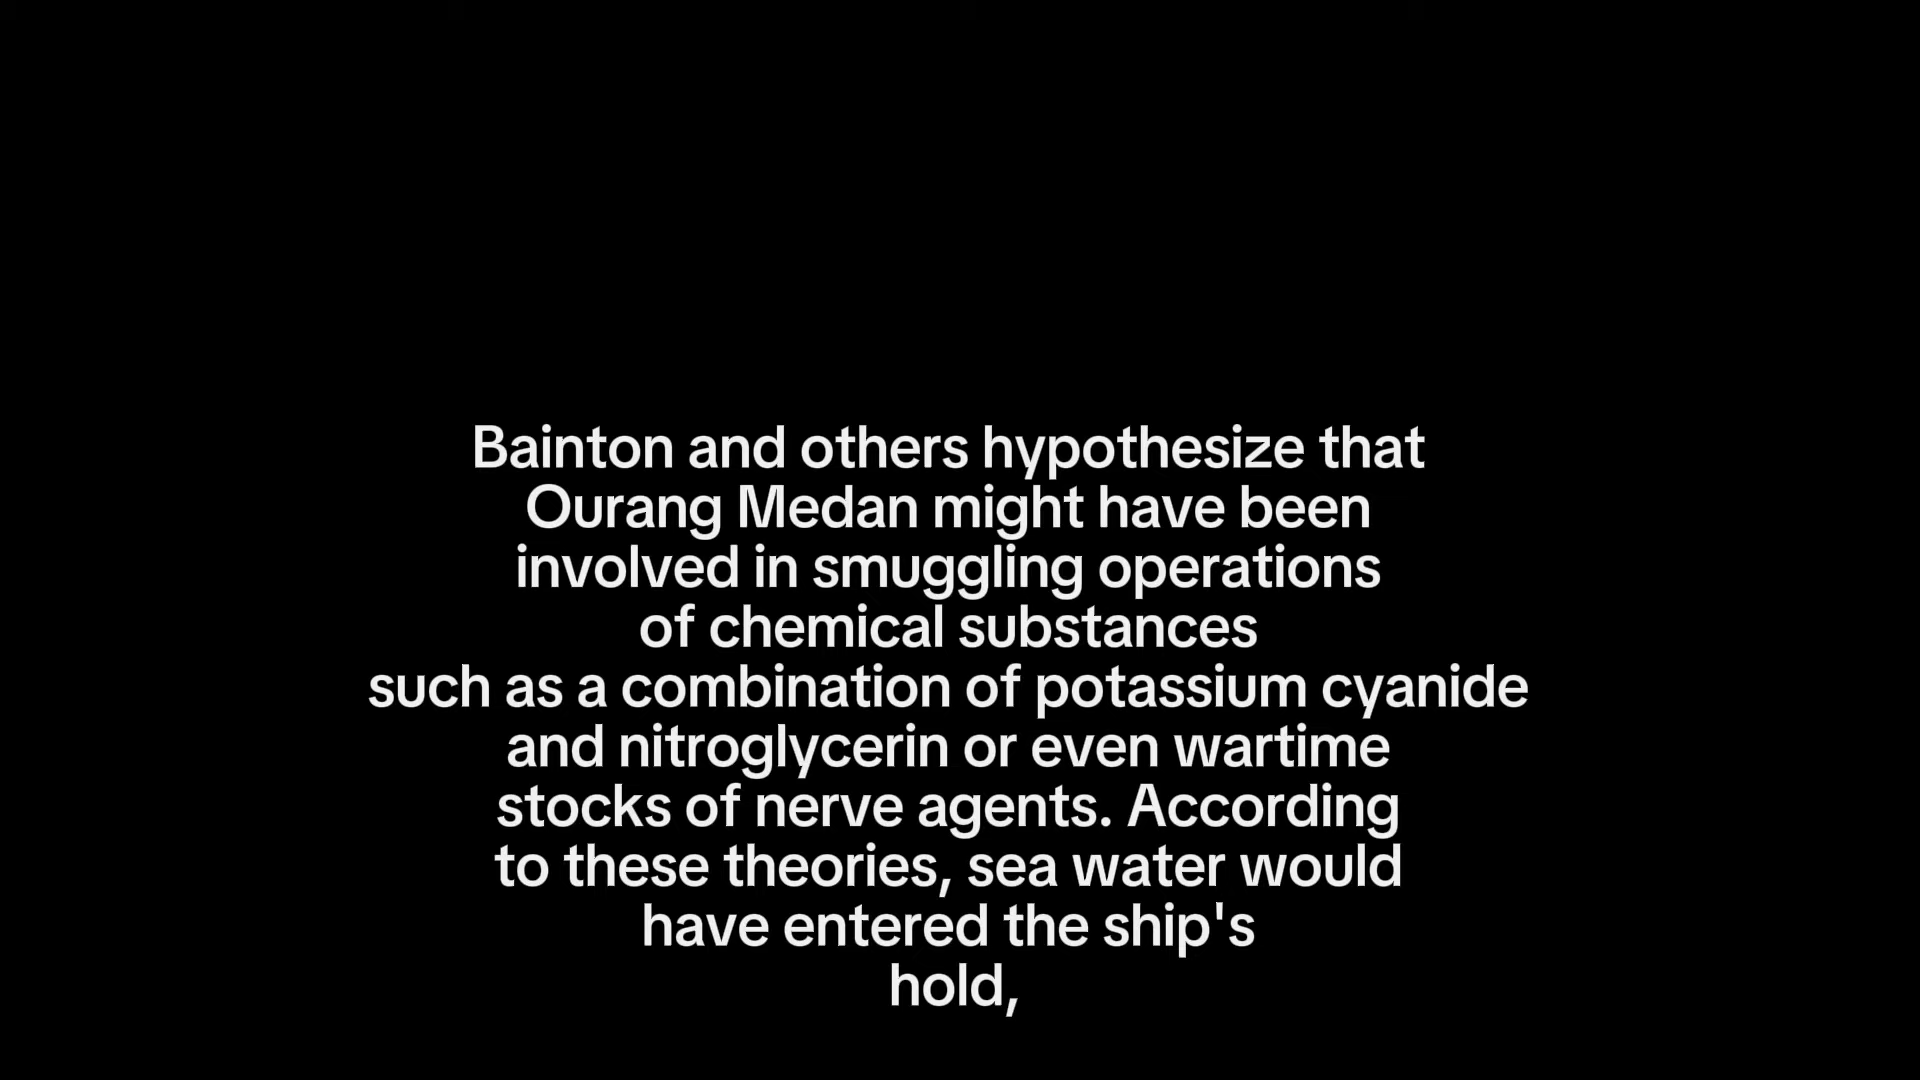 Bainton and others hypothesize that
Ourang Medan might have been
involved in smuggling operations
of chemical substances
such as a combination of potassium cyanide
and nitroglycerin or even wartime
stocks of nerve agents. According
to these theories, sea water would
have entered the ship's
hold,